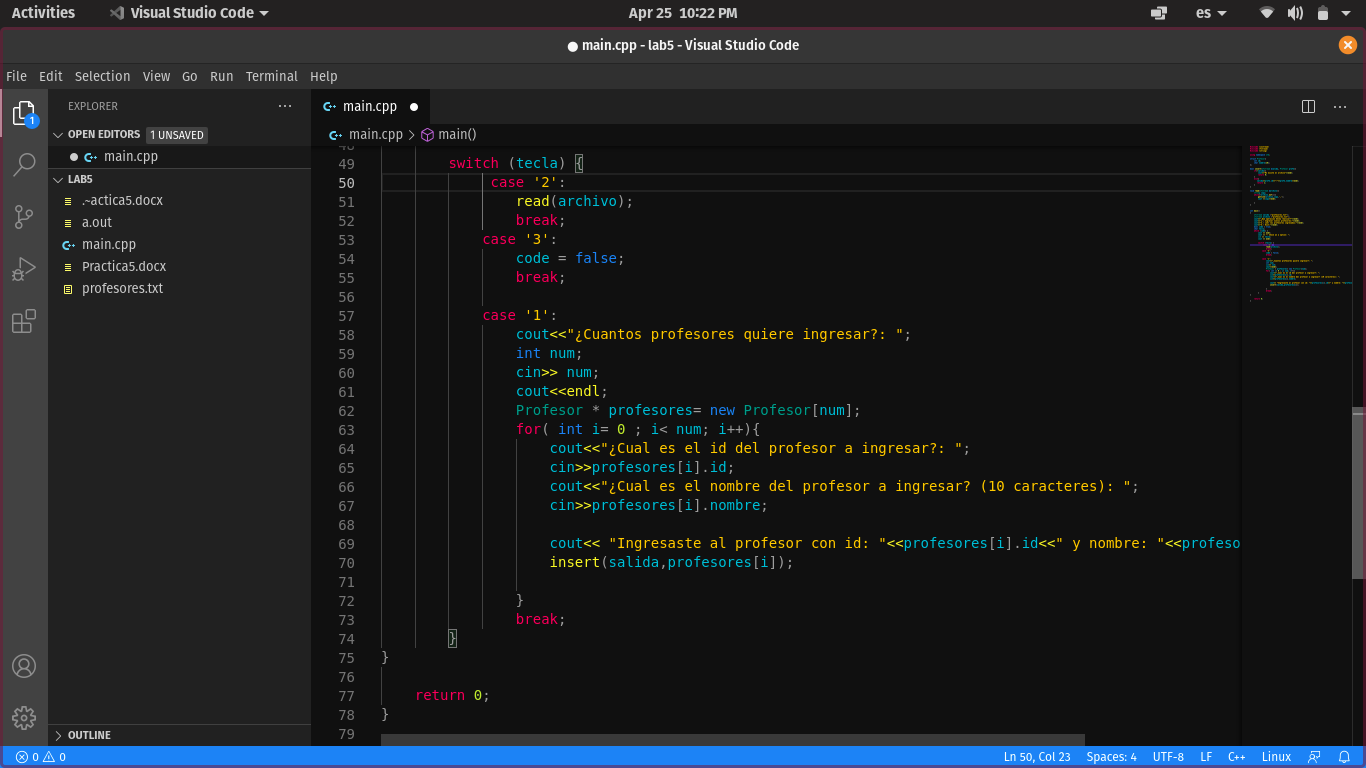 Activities Visual Studio Code Apr 25 10:22 PM es
● main.cpp - lab5 - Visual Studio Code
File Edit Selection View Go Run Terminal Help
EXPLORER ···
OPEN EDITORS 1 UNSAVED
● main.cpp
LAB5
.~actica5.docx
a.out
main.cpp
Practica5.docx
profesores.txt
OUTLINE
1
main.cpp ●
main.cpp > main()
48
49 switch (tecla) {
50 case '2':
51 read(archivo);
52 break;
53 case '3':
54 code = false;
55 break;
56
57 case '1':
58 cout<<"¿Cuantos profesores quiere ingresar?: ";
59 int num;
60 cin>> num;
61 cout<<endl;
62 Profesor * profesores= new Profesor[num];
63 for( int i= 0 ; i< num; i++){
64 cout<<"¿Cual es el id del profesor a ingresar?: ";
65 cin>>profesores[i].id;
66 cout<<"¿Cual es el nombre del profesor a ingresar? (10 caracteres): ";
67 cin>>profesores[i].nombre;
68
69 cout<< "Ingresaste al profesor con id: "<<profesores[i].id<<" y nombre: "<<profeso
70 insert(salida,profesores[i]);
71
72 }
73 break;
74 }
75 }
76
77 return 0;
78 }
79
0 0 Ln 50, Col 23 Spaces: 4 UTF-8 LF C++ Linux